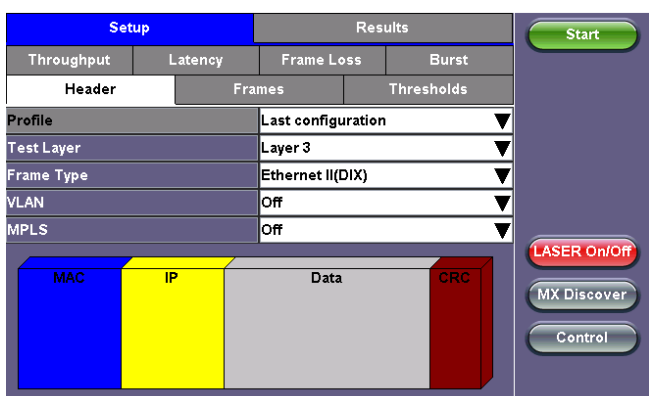 Setup Results
Start
Throughput Latency Frame Loss Burst
Header Frames Thresholds
Profile Last configuration
Test Layer Layer 3
Frame Type Ethernet II(DIX)
VLAN Off
MPLS Off
LASER On/Off
MAC IP Data CRC
MX Discover
Control